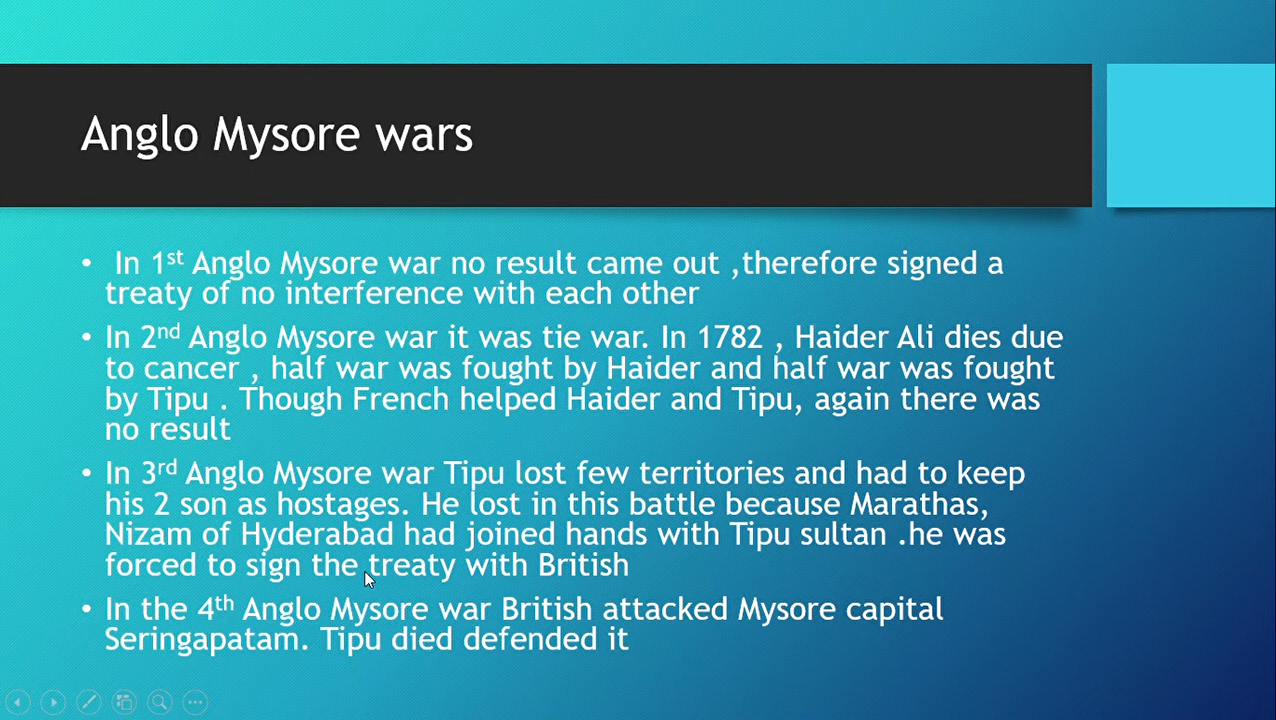 Anglo Mysore wars
• In 1st Anglo Mysore war no result came out ,therefore signed a
treaty of no interference with each other
• In 2nd Anglo Mysore war it was tie war. In 1782 , Haider Ali dies due
to cancer , half war was fought by Haider and half war was fought
by Tipu . Though French helped Haider and Tipu, again there was
no result
• In 3rd Anglo Mysore war Tipu lost few territories and had to keep
his 2 son as hostages. He lost in this battle because Marathas,
Nizam of Hyderabad had joined hands with Tipu sultan .he was
forced to sign the treaty with British
• In the 4th Anglo Mysore war British attacked Mysore capital
Seringapatam. Tipu died defended it